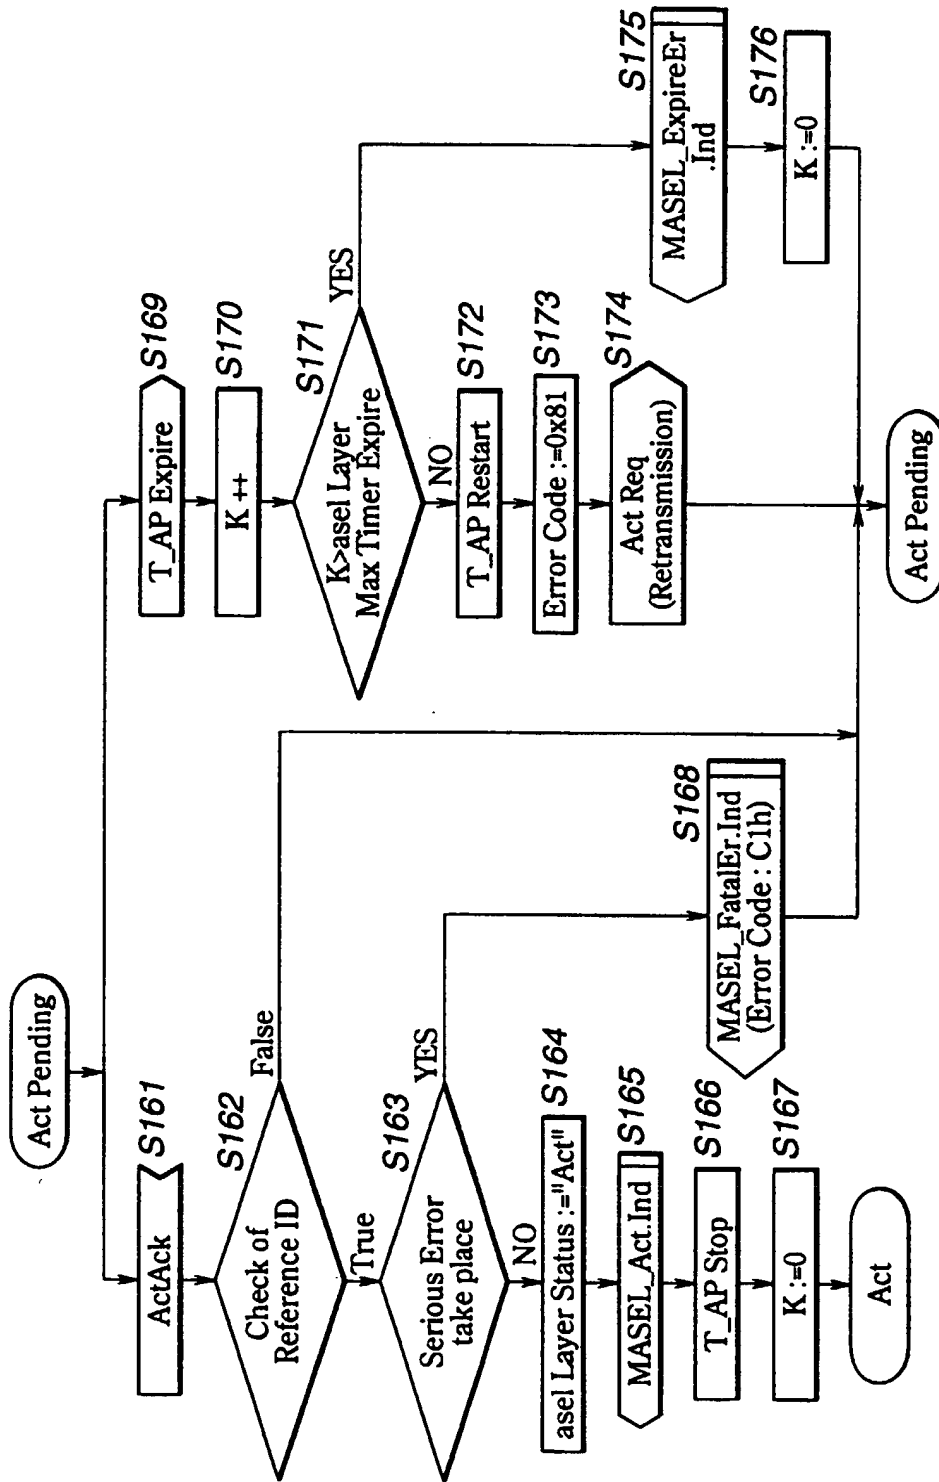 Act Pending
ActAck
S161
Check of
Reference ID
S162
False
True
Serious Error
take place
S163
YES
NO
asel Layer Status :="Act"
S164
MASEL_Act.Ind
S165
T_AP Stop
S166
K :=0
S167
Act
MASEL_FatalEr.Ind
(Error Code : C1h)
S168
T_AP Expire
S169
K ++
S170
K>asel Layer
Max Timer Expire
S171
YES
NO
T_AP Restart
S172
Error Code :=0x81
S173
Act Req
(Retransmission)
S174
MASEL_ExpireEr
.Ind
S175
K :=0
S176
Act Pending